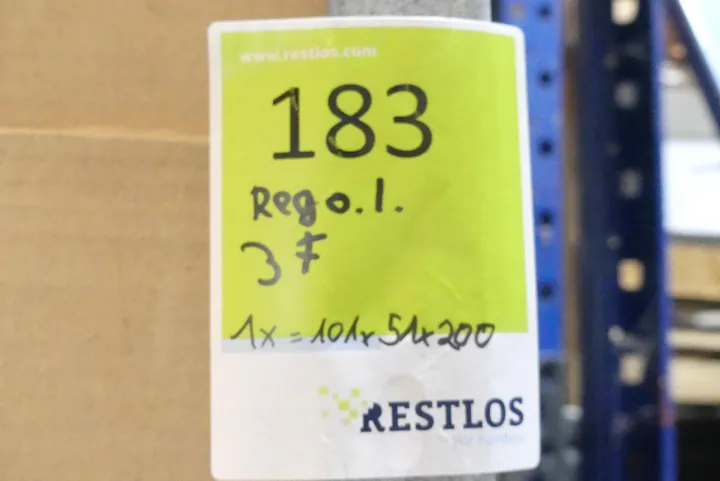 www.restlos.com
183
Reg o.l.
3 F
1x = 101x51x200
RESTLOS